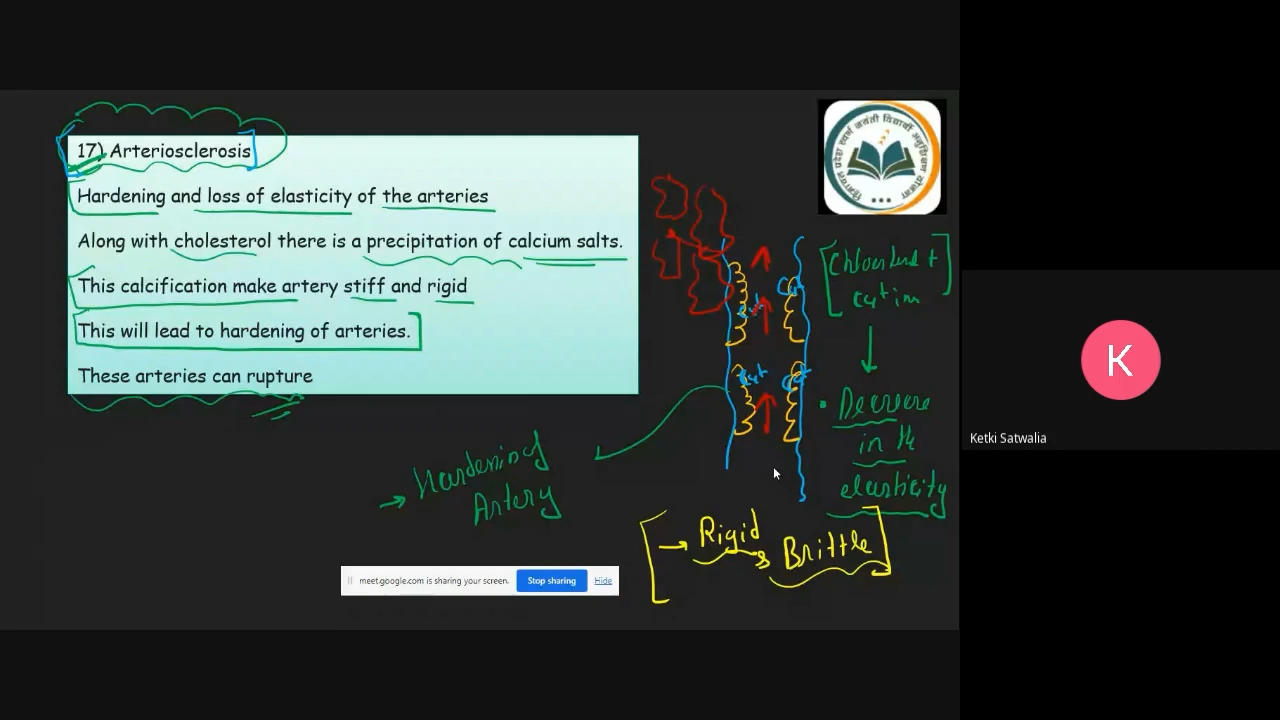 17) Arteriosclerosis
Hardening and loss of elasticity of the arteries
Along with cholesterol there is a precipitation of calcium salts.
This calcification make artery stiff and rigid
This will lead to hardening of arteries.
These arteries can rupture
Decrease
in the
elasticity
Hardening of
Artery
Rigid
Brittle
meet.google.com is sharing your screen.
Stop sharing
Hide
K
Ketki Satwalia